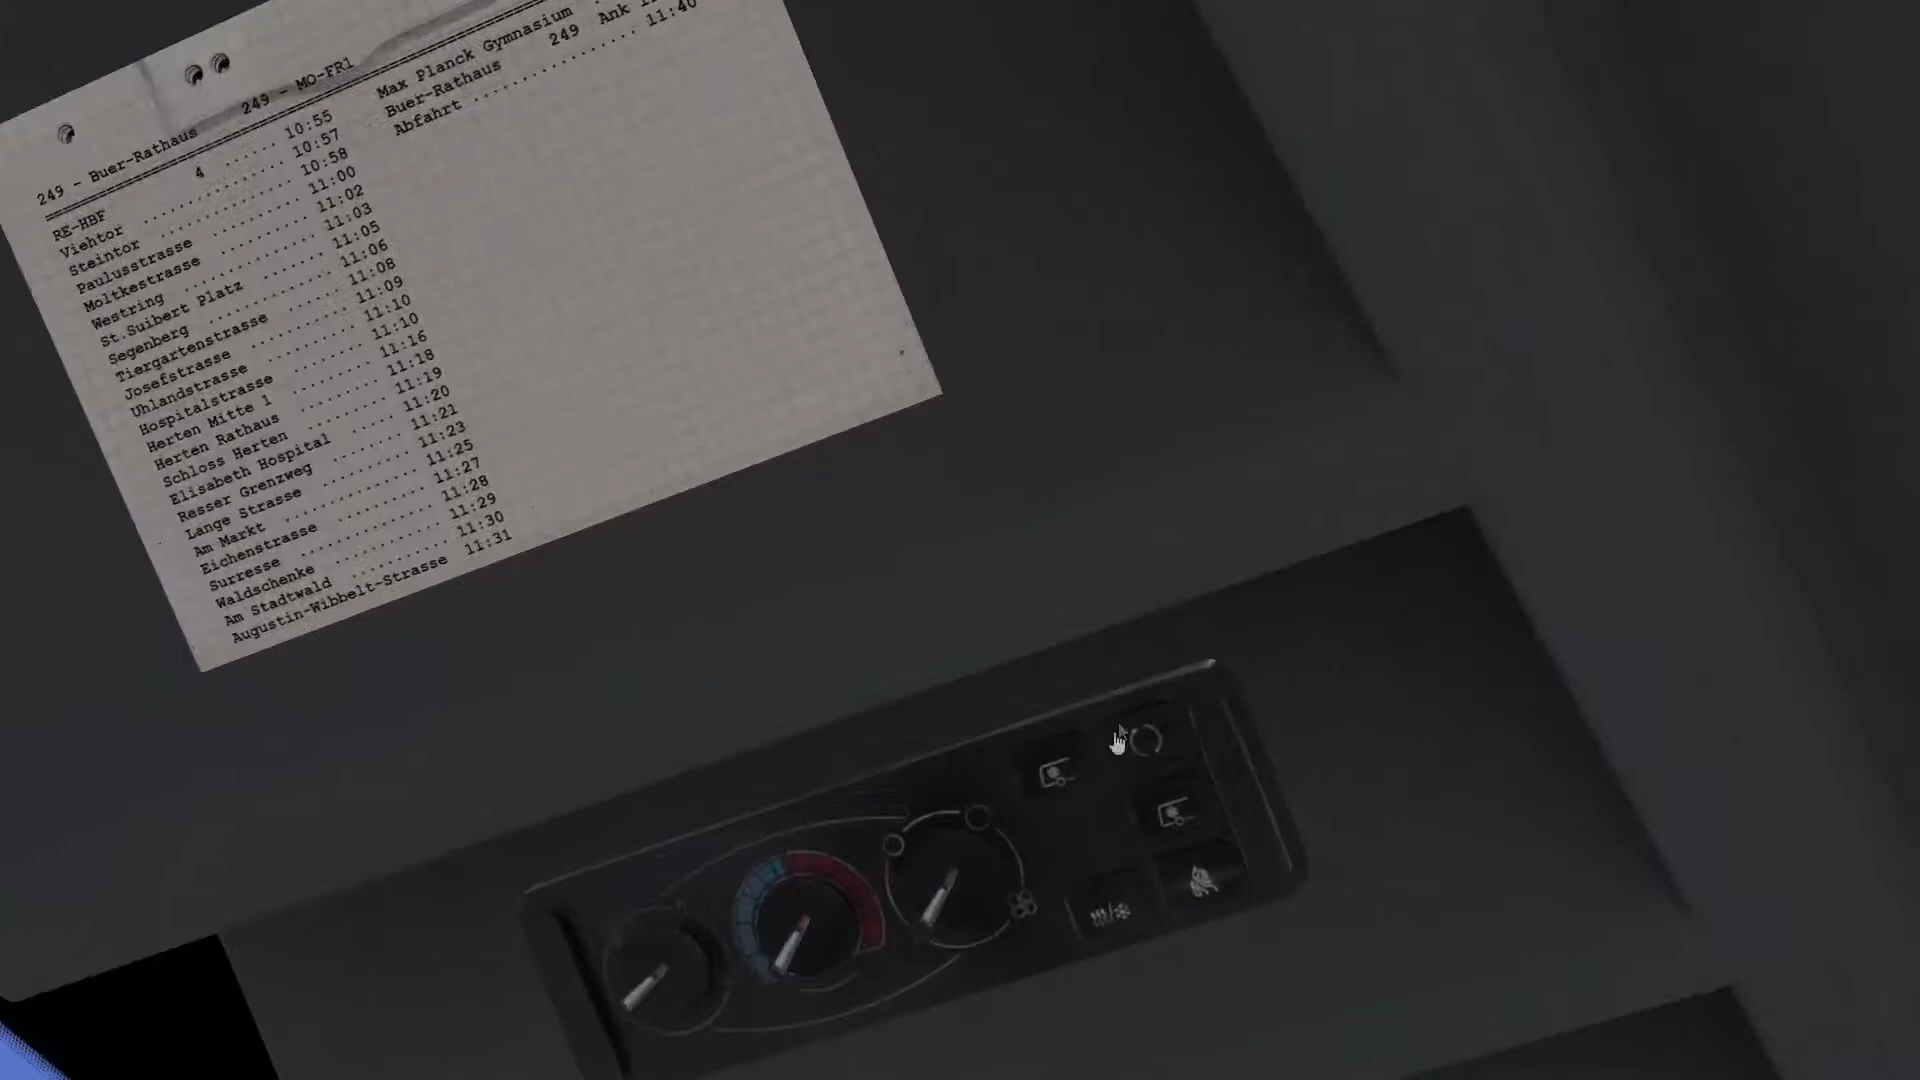 249 - Buer-Rathaus 249 - MO-FR1
RE-HBF 4 ...... 10:55
Viehtor .................. 10:57
Steintor ................. 10:58
Paulusstrasse ............ 11:00
Moltkestrasse ............ 11:02
Westring ................. 11:03
St.Suibert Platz ......... 11:05
Segenberg ................ 11:06
Tiergartenstrasse ........ 11:08
Josefstrasse ............. 11:09
Uhlandstrasse ............ 11:10
Hospitalstrasse .......... 11:10
Herten Mitte 1 ........... 11:16
Herten Rathaus ........... 11:18
Schloss Herten ........... 11:19
Elisabeth Hospital ....... 11:20
Resser Grenzweg .......... 11:21
Lange Strasse ............ 11:23
Am Markt ................. 11:25
Eichenstrasse ............ 11:27
Surresse ................. 11:28
Waldschenke .............. 11:29
Am Stadtwald ............. 11:30
Augustin-Wibbelt-Strasse 11:31
Max Planck Gymnasium
Buer-Rathaus 249 Ank
Abfahrt .................. 11:40